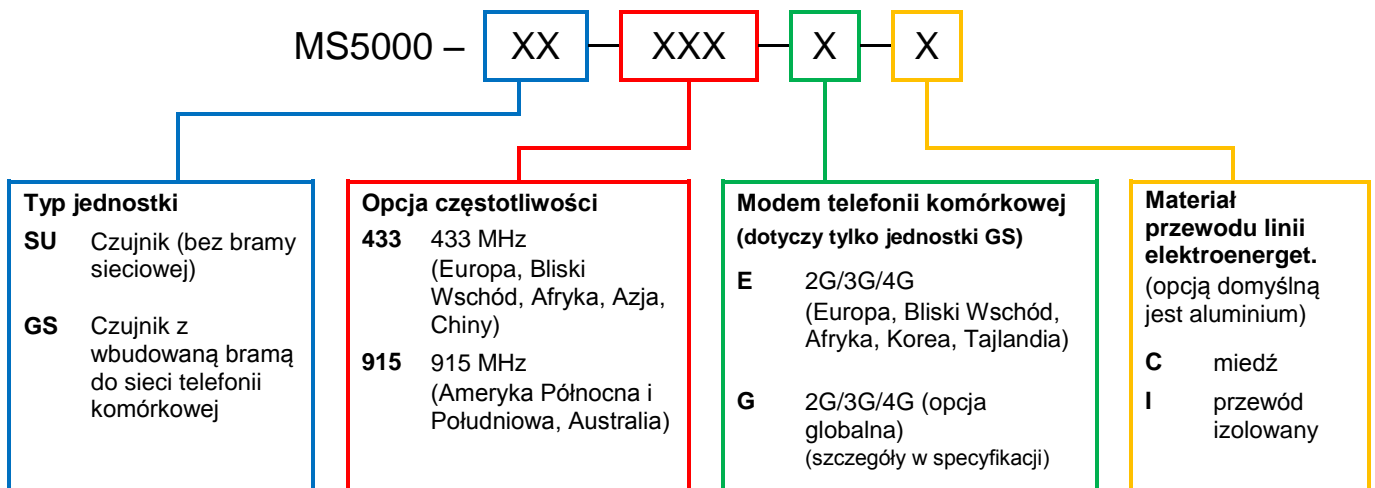 MS5000 – XX XXX X X
Typ jednostki
SU Czujnik (bez bramy
sieciowej)
GS Czujnik z
wbudowaną bramą
do sieci telefonii
komórkowej
Opcja częstotliwości
433 433 MHz
(Europa, Bliski
Wschód, Afryka, Azja,
Chiny)
915 915 MHz
(Ameryka Północna i
Południowa, Australia)
Modem telefonii komórkowej
(dotyczy tylko jednostki GS)
E 2G/3G/4G
(Europa, Bliski Wschód,
Afryka, Korea, Tajlandia)
G 2G/3G/4G (opcja
globalna)
(szczegóły w specyfikacji)
Materiał
przewodu linii
elektroenerget.
(opcją domyślną
jest aluminium)
C miedź
I przewód
izolowany